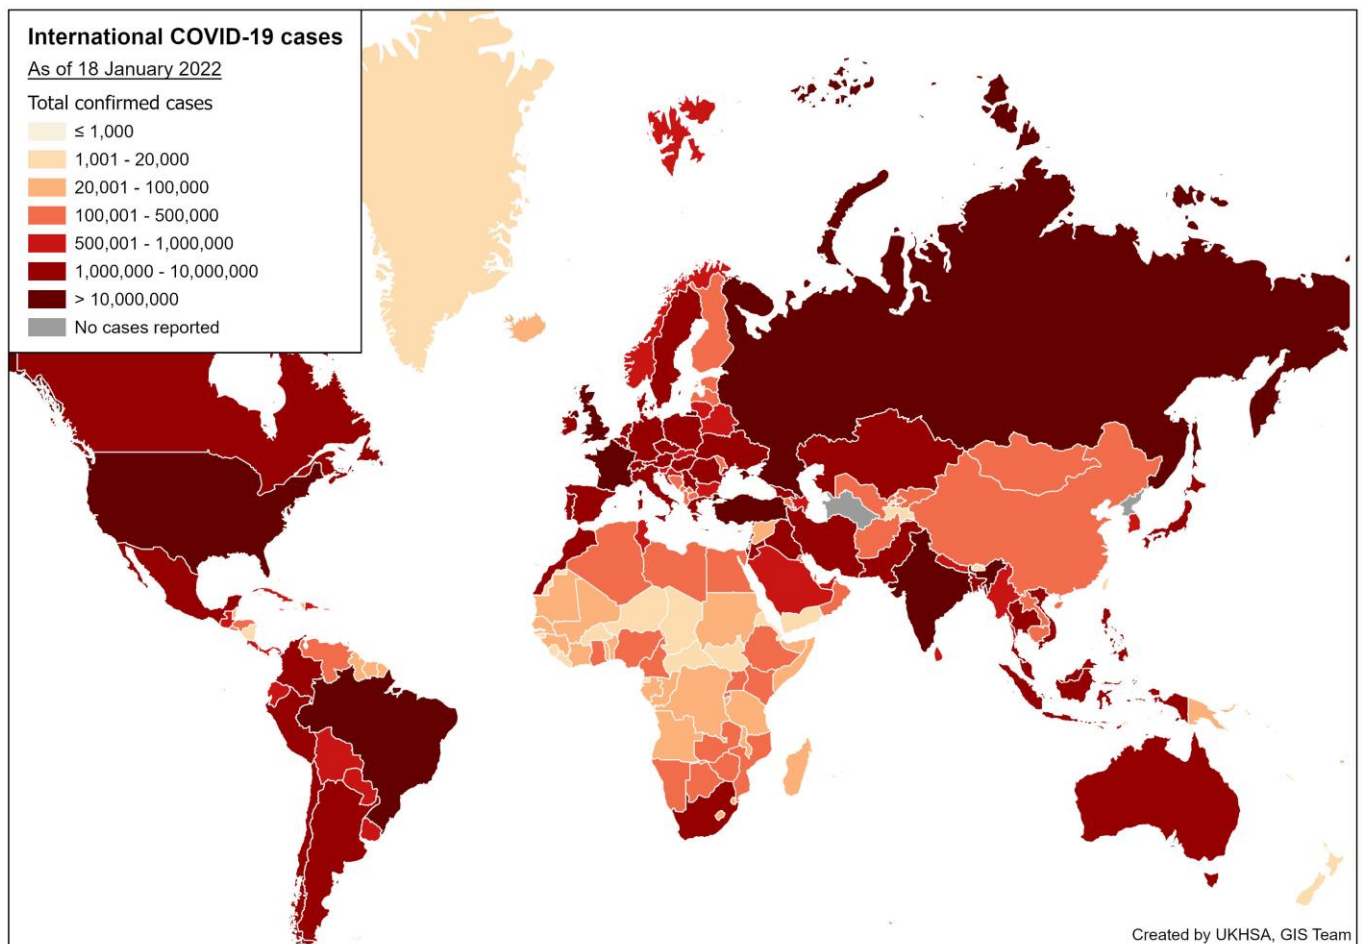 International COVID-19 cases
As of 18 January 2022
Total confirmed cases
≤ 1,000
1,001 - 20,000
20,001 - 100,000
100,001 - 500,000
500,001 - 1,000,000
1,000,000 - 10,000,000
> 10,000,000
No cases reported
Created by UKHSA, GIS Team